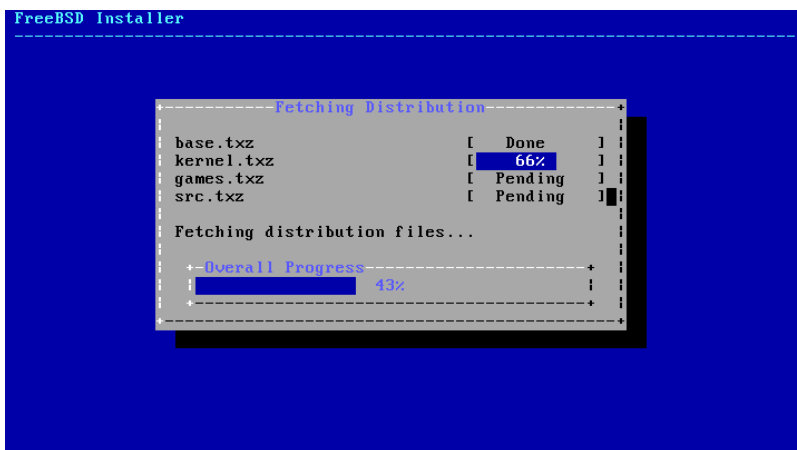 FreeBSD Installer
Fetching Distribution
base.txz [ Done ]
kernel.txz [ 66% ]
games.txz [ Pending ]
src.txz [ Pending ]
Fetching distribution files...
Overall Progress
43%